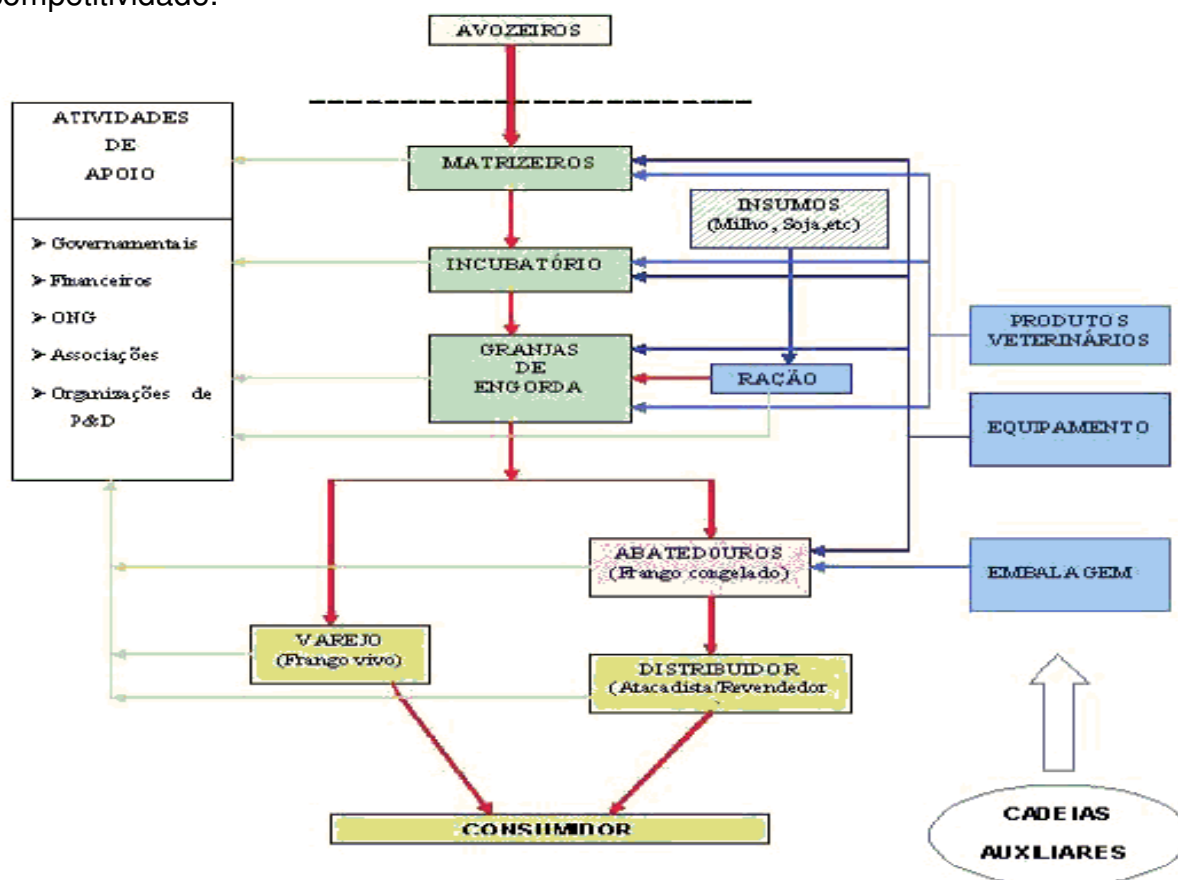 competitividade.
AVOZEIROS
ATIVIDADES
DE
APOIO
➢ Governamentais
➢ Financeiros
➢ ONG
➢ Associações
➢ Organizações de
P&D
MATRIZEIROS
INSUMOS
(Milho, Soja,etc)
INCUBATÓRIO
GRANJAS
DE
ENGORDA
RAÇÃO
PRODUTOS
VETERINÁRIOS
EQUIPAMENTO
ABATEDOUROS
(Frango congelado)
EMBALAGEM
VAREJO
(Frango vivo)
DISTRIBUIDOR
(Atacadista/Revendedor
CONSUMIDOR
CADEIAS
AUXILIARES